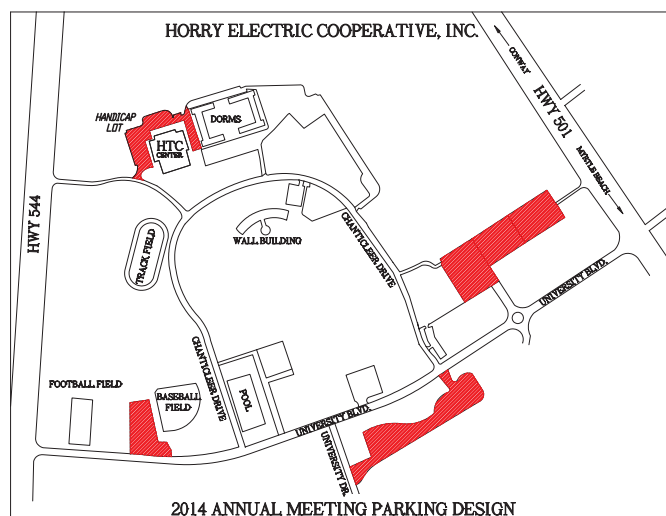 HORRY ELECTRIC COOPERATIVE, INC.
CONWAY
HWY 501
MYRTLE BEACH
HANDICAP
LOT
DORMS
HTC
CENTER
HWY 544
TRACK FIELD
WALL BUILDING
CHANTICLEER DRIVE
UNIVERSITY BLVD.
CHANTICLEER DRIVE
FOOTBALL FIELD
BASEBALL
FIELD
POOL
UNIVERSITY BLVD.
UNIVERSITY DR.
2014 ANNUAL MEETING PARKING DESIGN